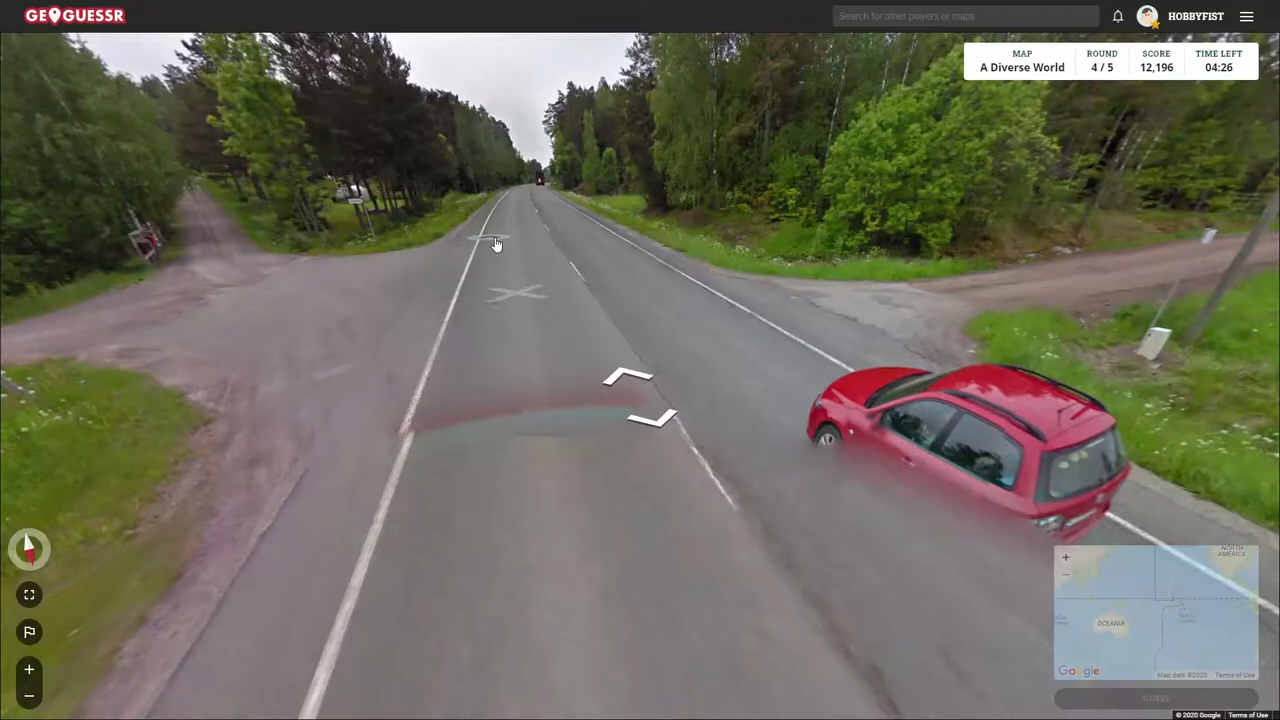 GEOGUESSR
Search for other players or maps
HOBBYFIST
MAP
ROUND
SCORE
TIME LEFT
A Diverse World
4 / 5
12,196
04:26
NORTH
AMERICA
OCEANIA
Google
Map data ©2020
Terms of Use
GUESS
© 2020 Google
Terms of Use